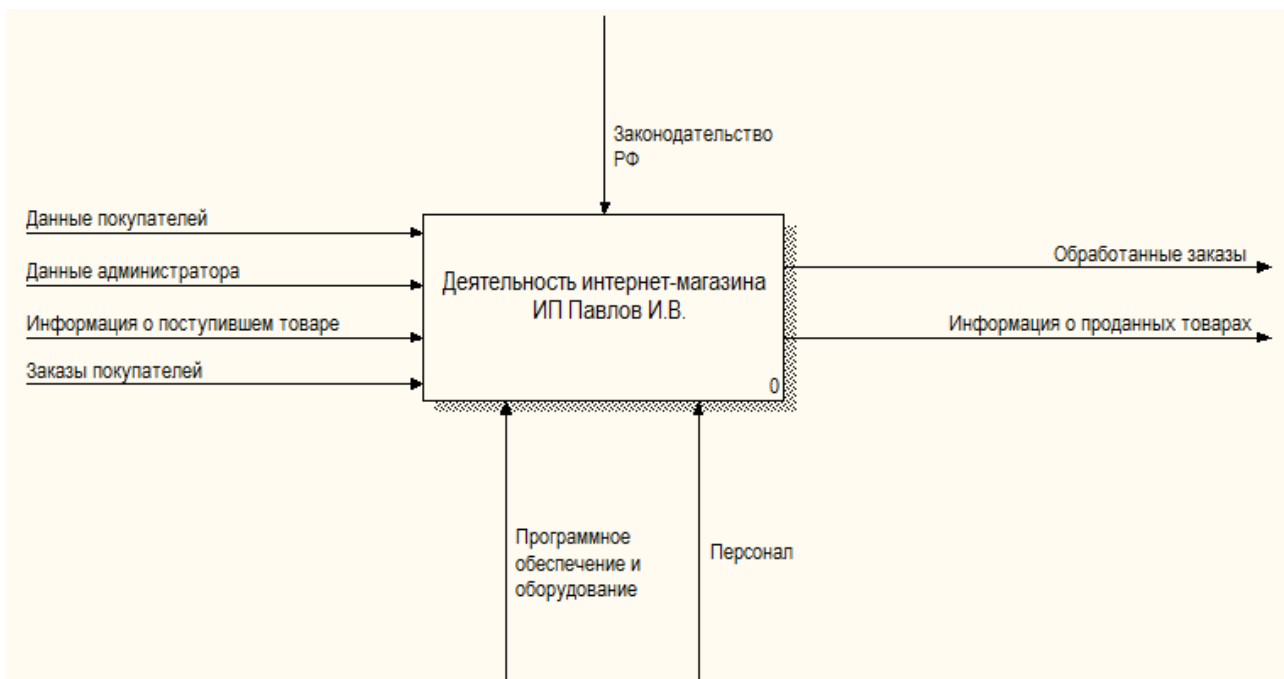 Законодательство
РФ
Данные покупателей
Данные администратора
Информация о поступившем товаре
Заказы покупателей
Деятельность интернет-магазина
ИП Павлов И.В.
0
Обработанные заказы
Информация о проданных товарах
Программное
обеспечение и
оборудование
Персонал